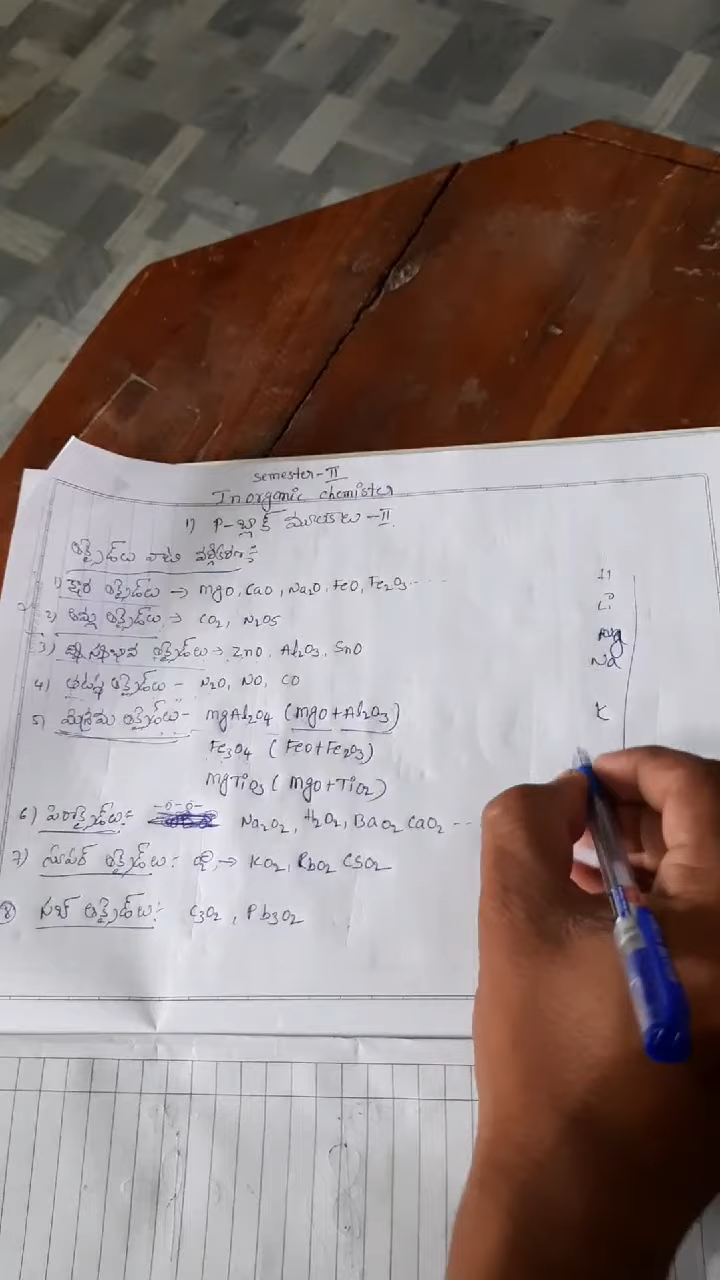 Semester-II
Inorganic chemister
1) P-బ్లాక్ మూలకాలు -II
ఆక్సైడ్‌లు వాటి వర్గీకరణ :-
1) క్షార ఆక్సైడ్‌లు → MgO, CaO, Na2O, FeO, Fe2O3 ....
2) ఆమ్ల ఆక్సైడ్‌లు → CO2, N2O5
3) ద్విస్వభావ ఆక్సైడ్‌లు → ZnO, Al2O3, SnO
4) తటస్థ ఆక్సైడ్‌లు - N2O, NO, CO
5) మిశ్రమ ఆక్సైడ్‌లు - MgAl2O4 (MgO + Al2O3)
Fe3O4 (FeO + Fe2O3)
MgTiO3 (MgO + TiO2)
6) పెరాక్సైడ్‌లు :- -O-O- Na2O2, H2O2, BaO2 CaO2 ---
7) సూపర్ ఆక్సైడ్‌లు :- → KO2, RbO2 CSO2
8) సబ్ ఆక్సైడ్‌లు :- C3O2, Pb3O2
H
Li
Na
K